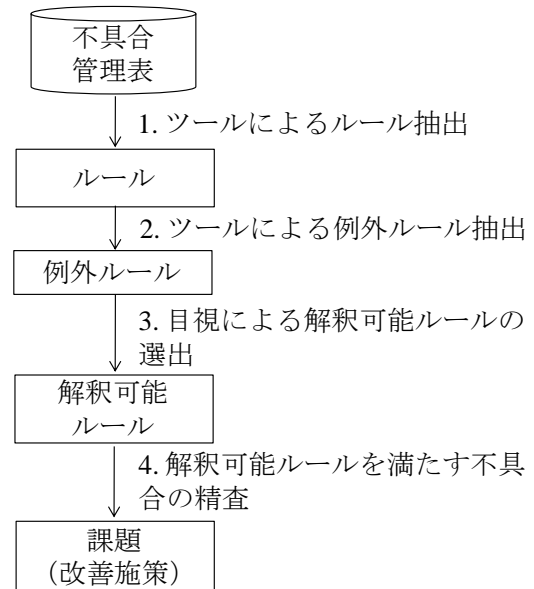 不具合
管理表
1. ツールによるルール抽出
ルール
2. ツールによる例外ルール抽出
例外ルール
3. 目視による解釈可能ルールの
選出
解釈可能
ルール
4. 解釈可能ルールを満たす不具
合の精査
課題
（改善施策）